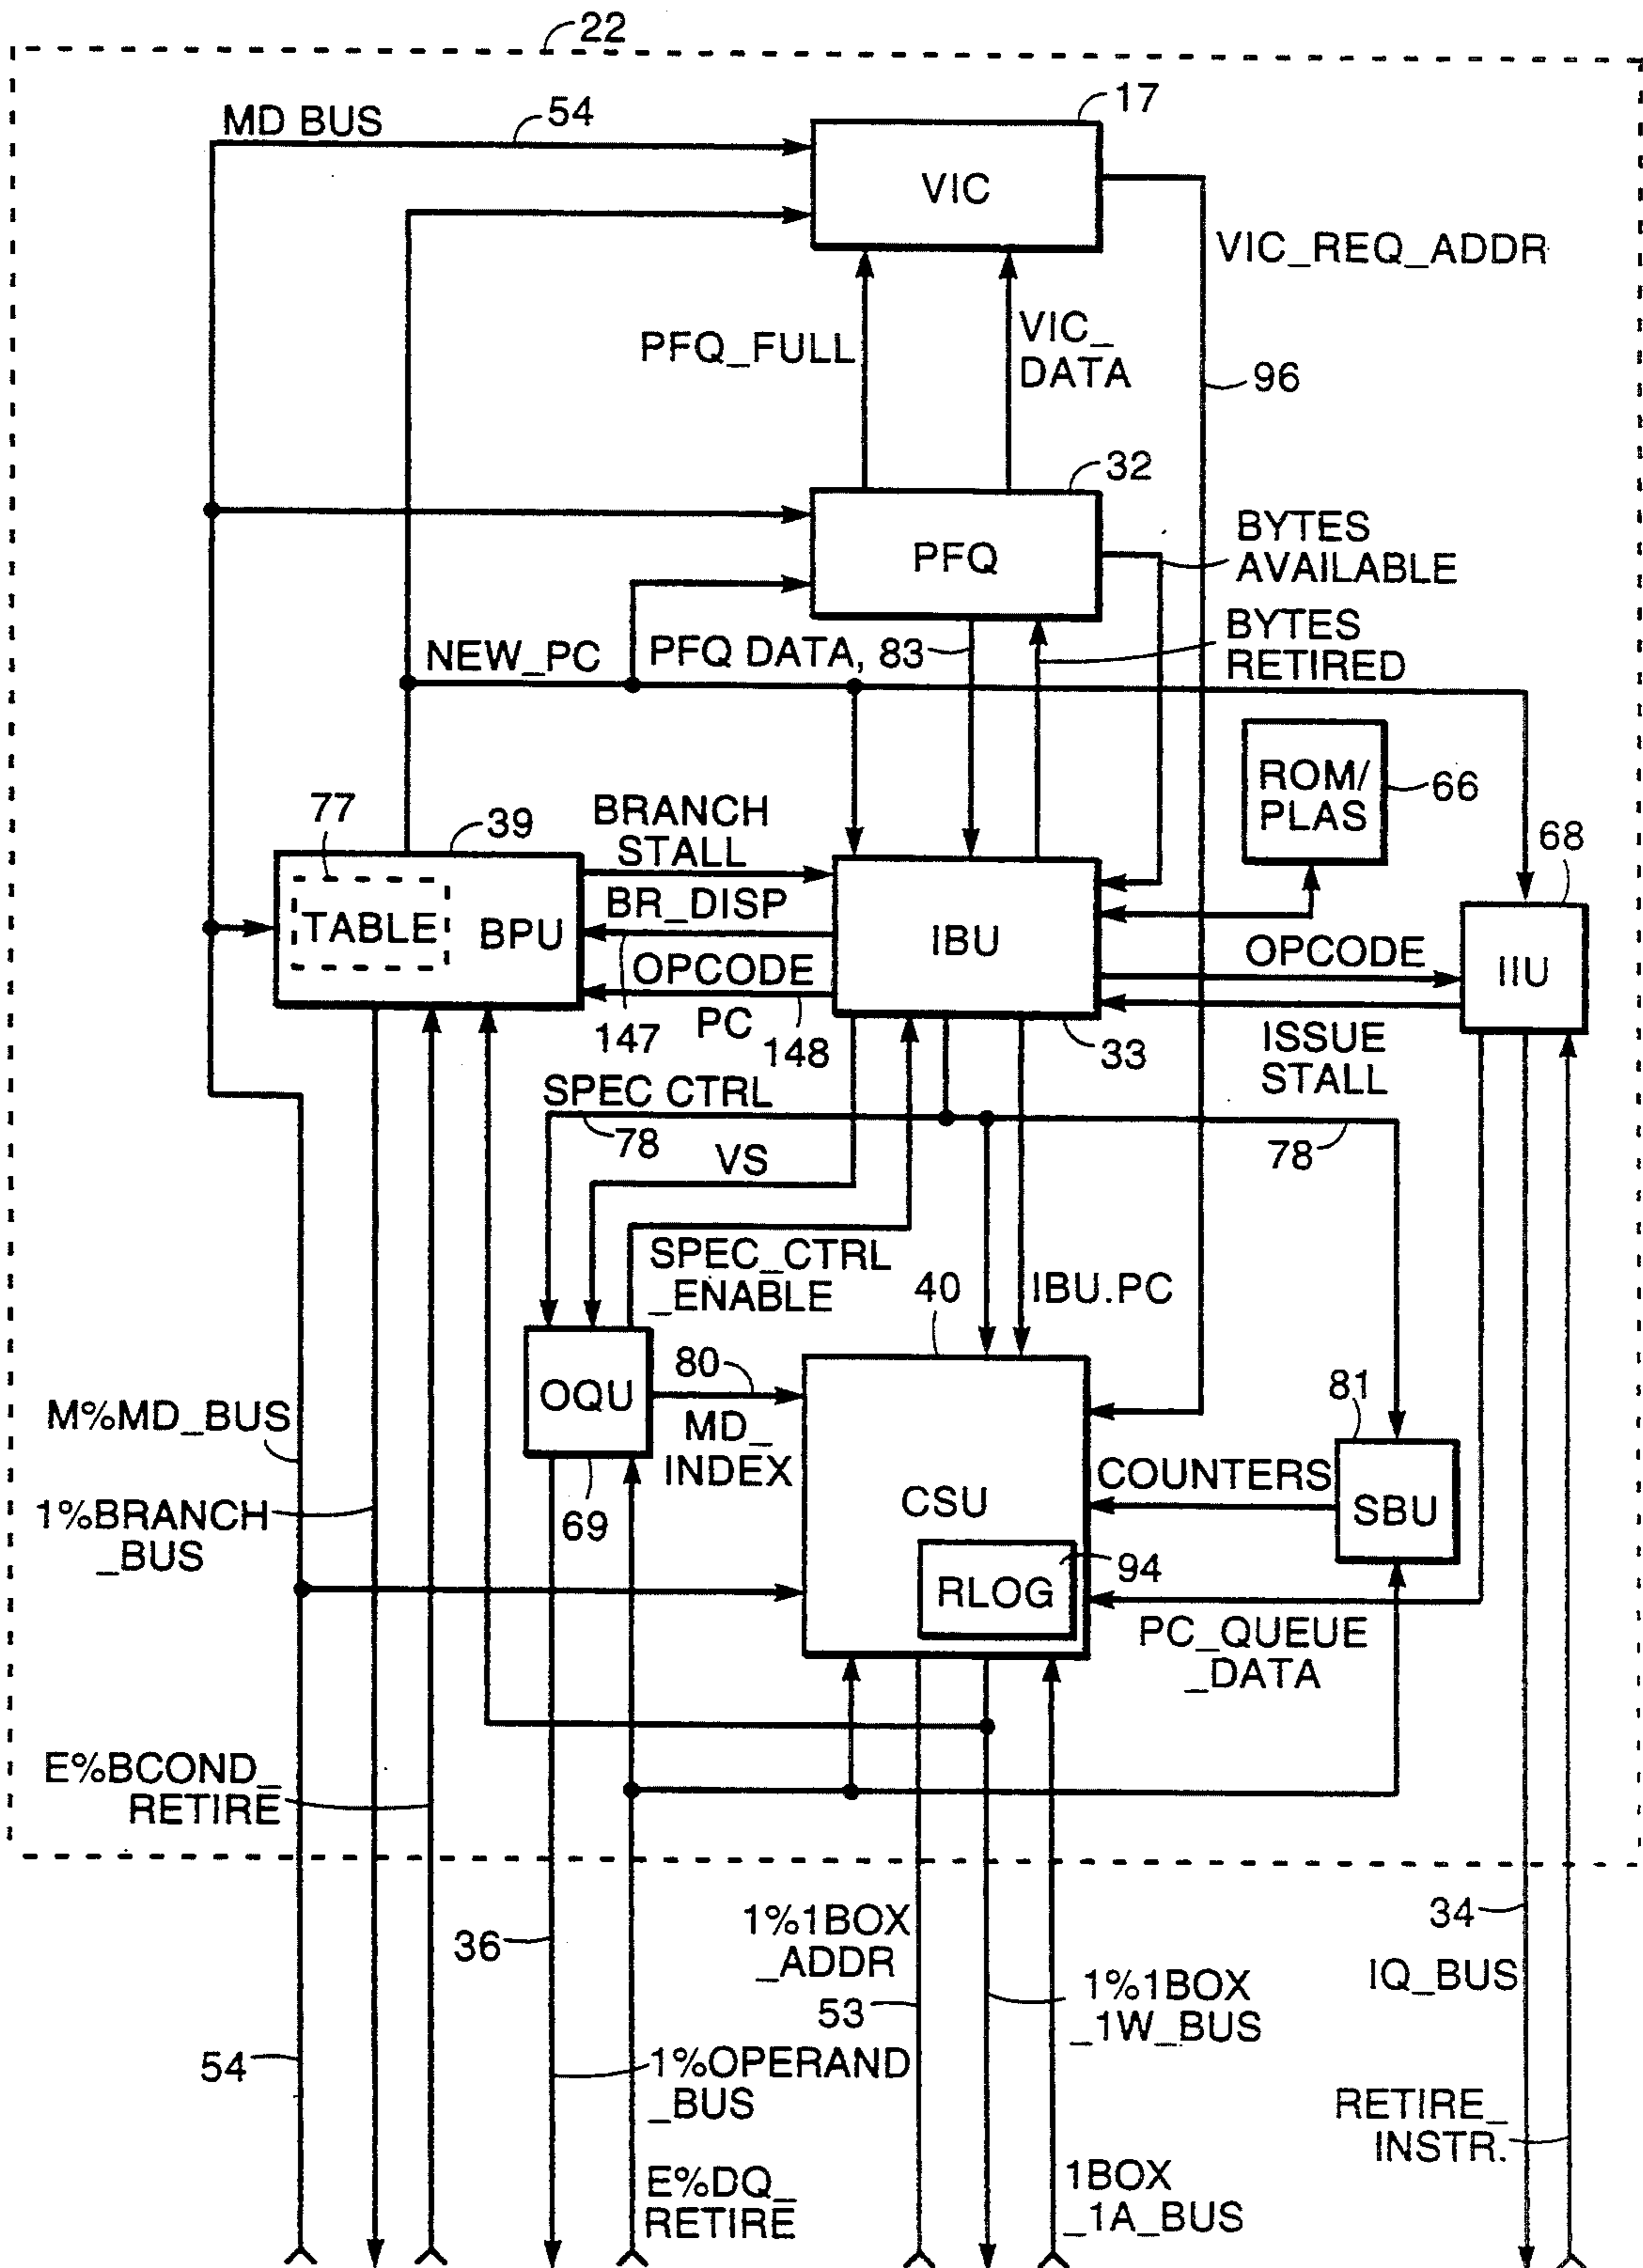 22
MD BUS
54
17
VIC
VIC_REQ_ADDR
PFQ_FULL
VIC_
DATA
96
32
PFQ
BYTES
AVAILABLE
BYTES
RETIRED
NEW_PC
PFQ DATA, 83
ROM/
PLAS
66
77
39
BRANCH
STALL
68
TABLE
BPU
BR_DISP
IBU
OPCODE
IIU
OPCODE
147
PC
148
33
ISSUE
STALL
SPEC CTRL
78
78
VS
SPEC_CTRL
_ENABLE
40
IBU.PC
OQU
80
MD_
INDEX
81
M%MD_BUS
COUNTERS
CSU
SBU
69
1%BRANCH
_BUS
RLOG
94
PC_QUEUE
_DATA
E%BCOND_
RETIRE
36
1%1BOX
_ADDR
53
34
IQ_BUS
1%1BOX
_1W_BUS
54
1%OPERAND
_BUS
RETIRE_
INSTR.
E%DQ_
RETIRE
1BOX
_1A_BUS